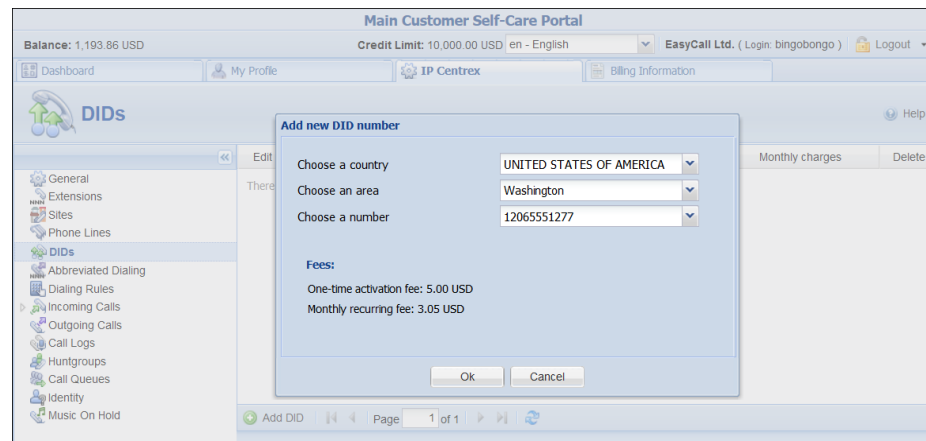 Main Customer Self-Care Portal
Balance: 1,193.86 USD Credit Limit: 10,000.00 USD en - English EasyCall Ltd. ( Login: bingobongo ) Logout
Dashboard My Profile IP Centrex Billing Information
DIDs Help
Add new DID number
Edit Monthly charges Delete
There
Choose a country UNITED STATES OF AMERICA
Choose an area Washington
Choose a number 12065551277
Fees:
One-time activation fee: 5.00 USD
Monthly recurring fee: 3.05 USD
Ok Cancel
General
Extensions
Sites
Phone Lines
DIDs
Abbreviated Dialing
Dialing Rules
Incoming Calls
Outgoing Calls
Call Logs
Huntgroups
Call Queues
Identity
Music On Hold
Add DID Page 1 of 1